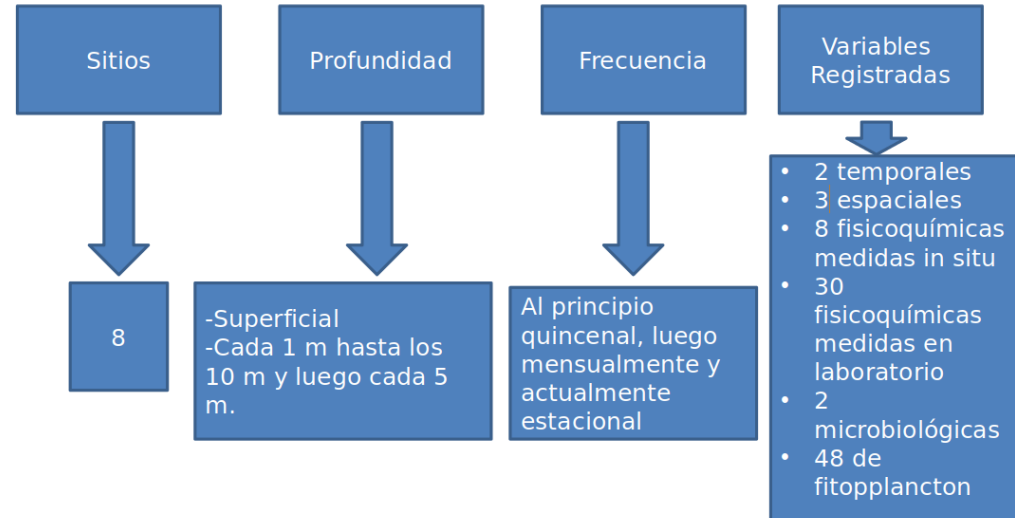 Sitios
Profundidad
Frecuencia
Variables
Registradas
8
-Superficial
-Cada 1 m hasta los
10 m y luego cada 5
m.
Al principio
quincenal, luego
mensualmente y
actualmente
estacional
• 2 temporales
• 3 espaciales
• 8 fisicoquímicas
medidas in situ
• 30
fisicoquímicas
medidas en
laboratorio
• 2
microbiológicas
• 48 de
fitopplancton